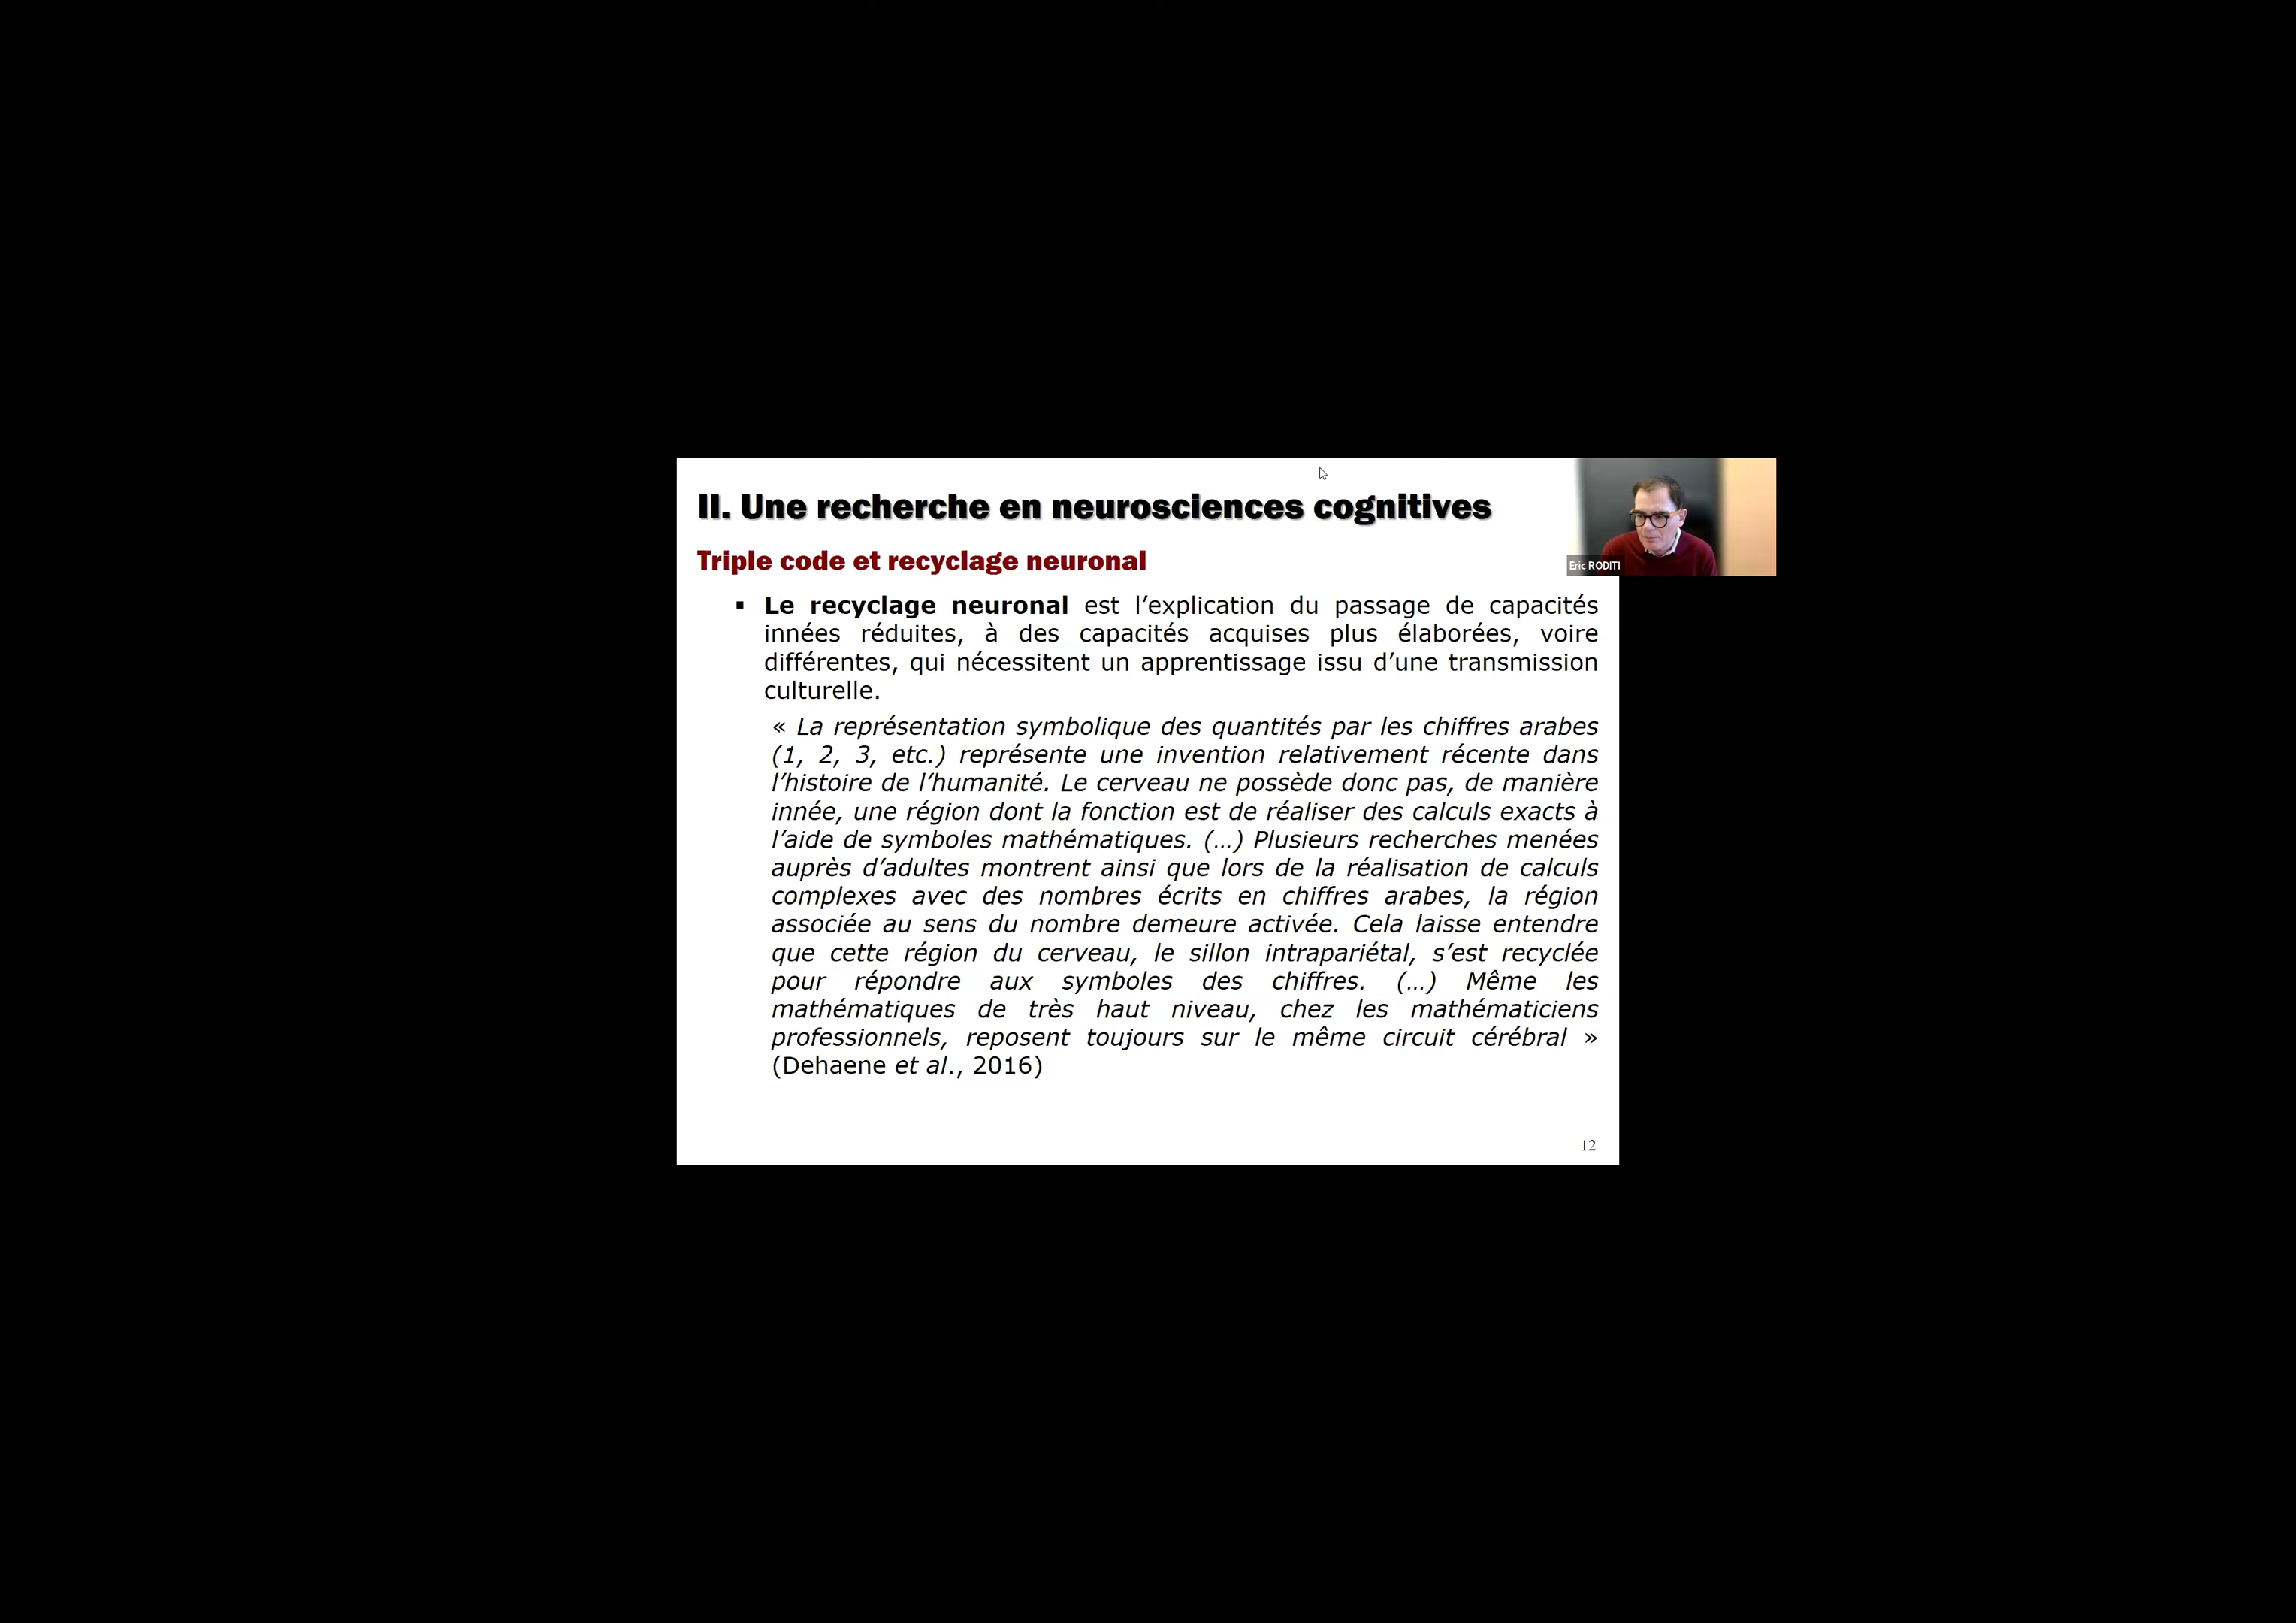 II. Une recherche en neurosciences cognitives
Eric RODITI
Triple code et recyclage neuronal
▪ Le recyclage neuronal est l’explication du passage de capacités
innées réduites, à des capacités acquises plus élaborées, voire
différentes, qui nécessitent un apprentissage issu d’une transmission
culturelle.
« La représentation symbolique des quantités par les chiffres arabes
(1, 2, 3, etc.) représente une invention relativement récente dans
l’histoire de l’humanité. Le cerveau ne possède donc pas, de manière
innée, une région dont la fonction est de réaliser des calculs exacts à
l’aide de symboles mathématiques. (…) Plusieurs recherches menées
auprès d’adultes montrent ainsi que lors de la réalisation de calculs
complexes avec des nombres écrits en chiffres arabes, la région
associée au sens du nombre demeure activée. Cela laisse entendre
que cette région du cerveau, le sillon intrapariétal, s’est recyclée
pour répondre aux symboles des chiffres. (…) Même les
mathématiques de très haut niveau, chez les mathématiciens
professionnels, reposent toujours sur le même circuit cérébral »
(Dehaene et al., 2016)
12